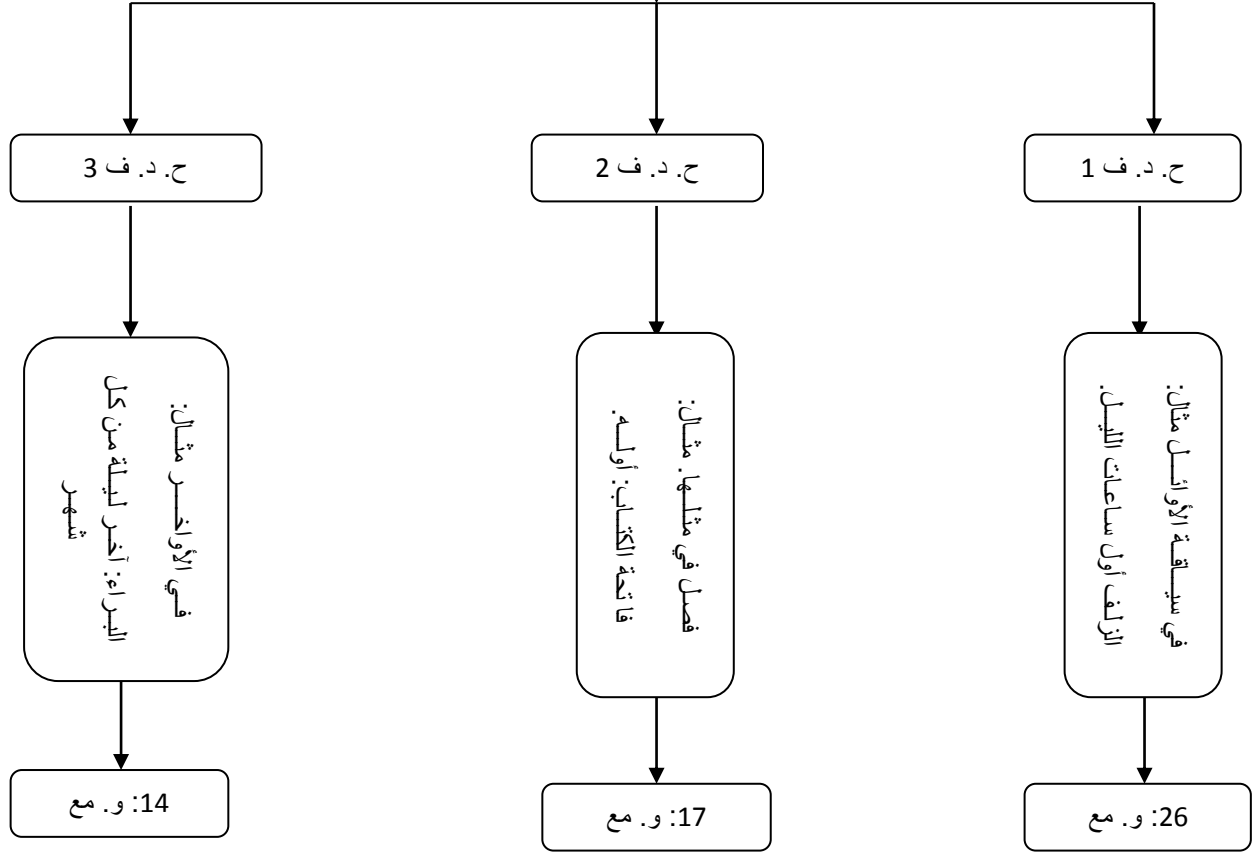 ح. د. ف 1
ح. د. ف 2
ح. د. ف 3
في سياقة الأوائل مثال:
الزلف أول ساعات الليل.
فصل في مثلها. مثال:
فاتحة الكتاب: أوله.
في الأواخر مثال:
البراء: آخر ليلة من كل
شهر
26: و. مع
17: و. مع
14: و. مع